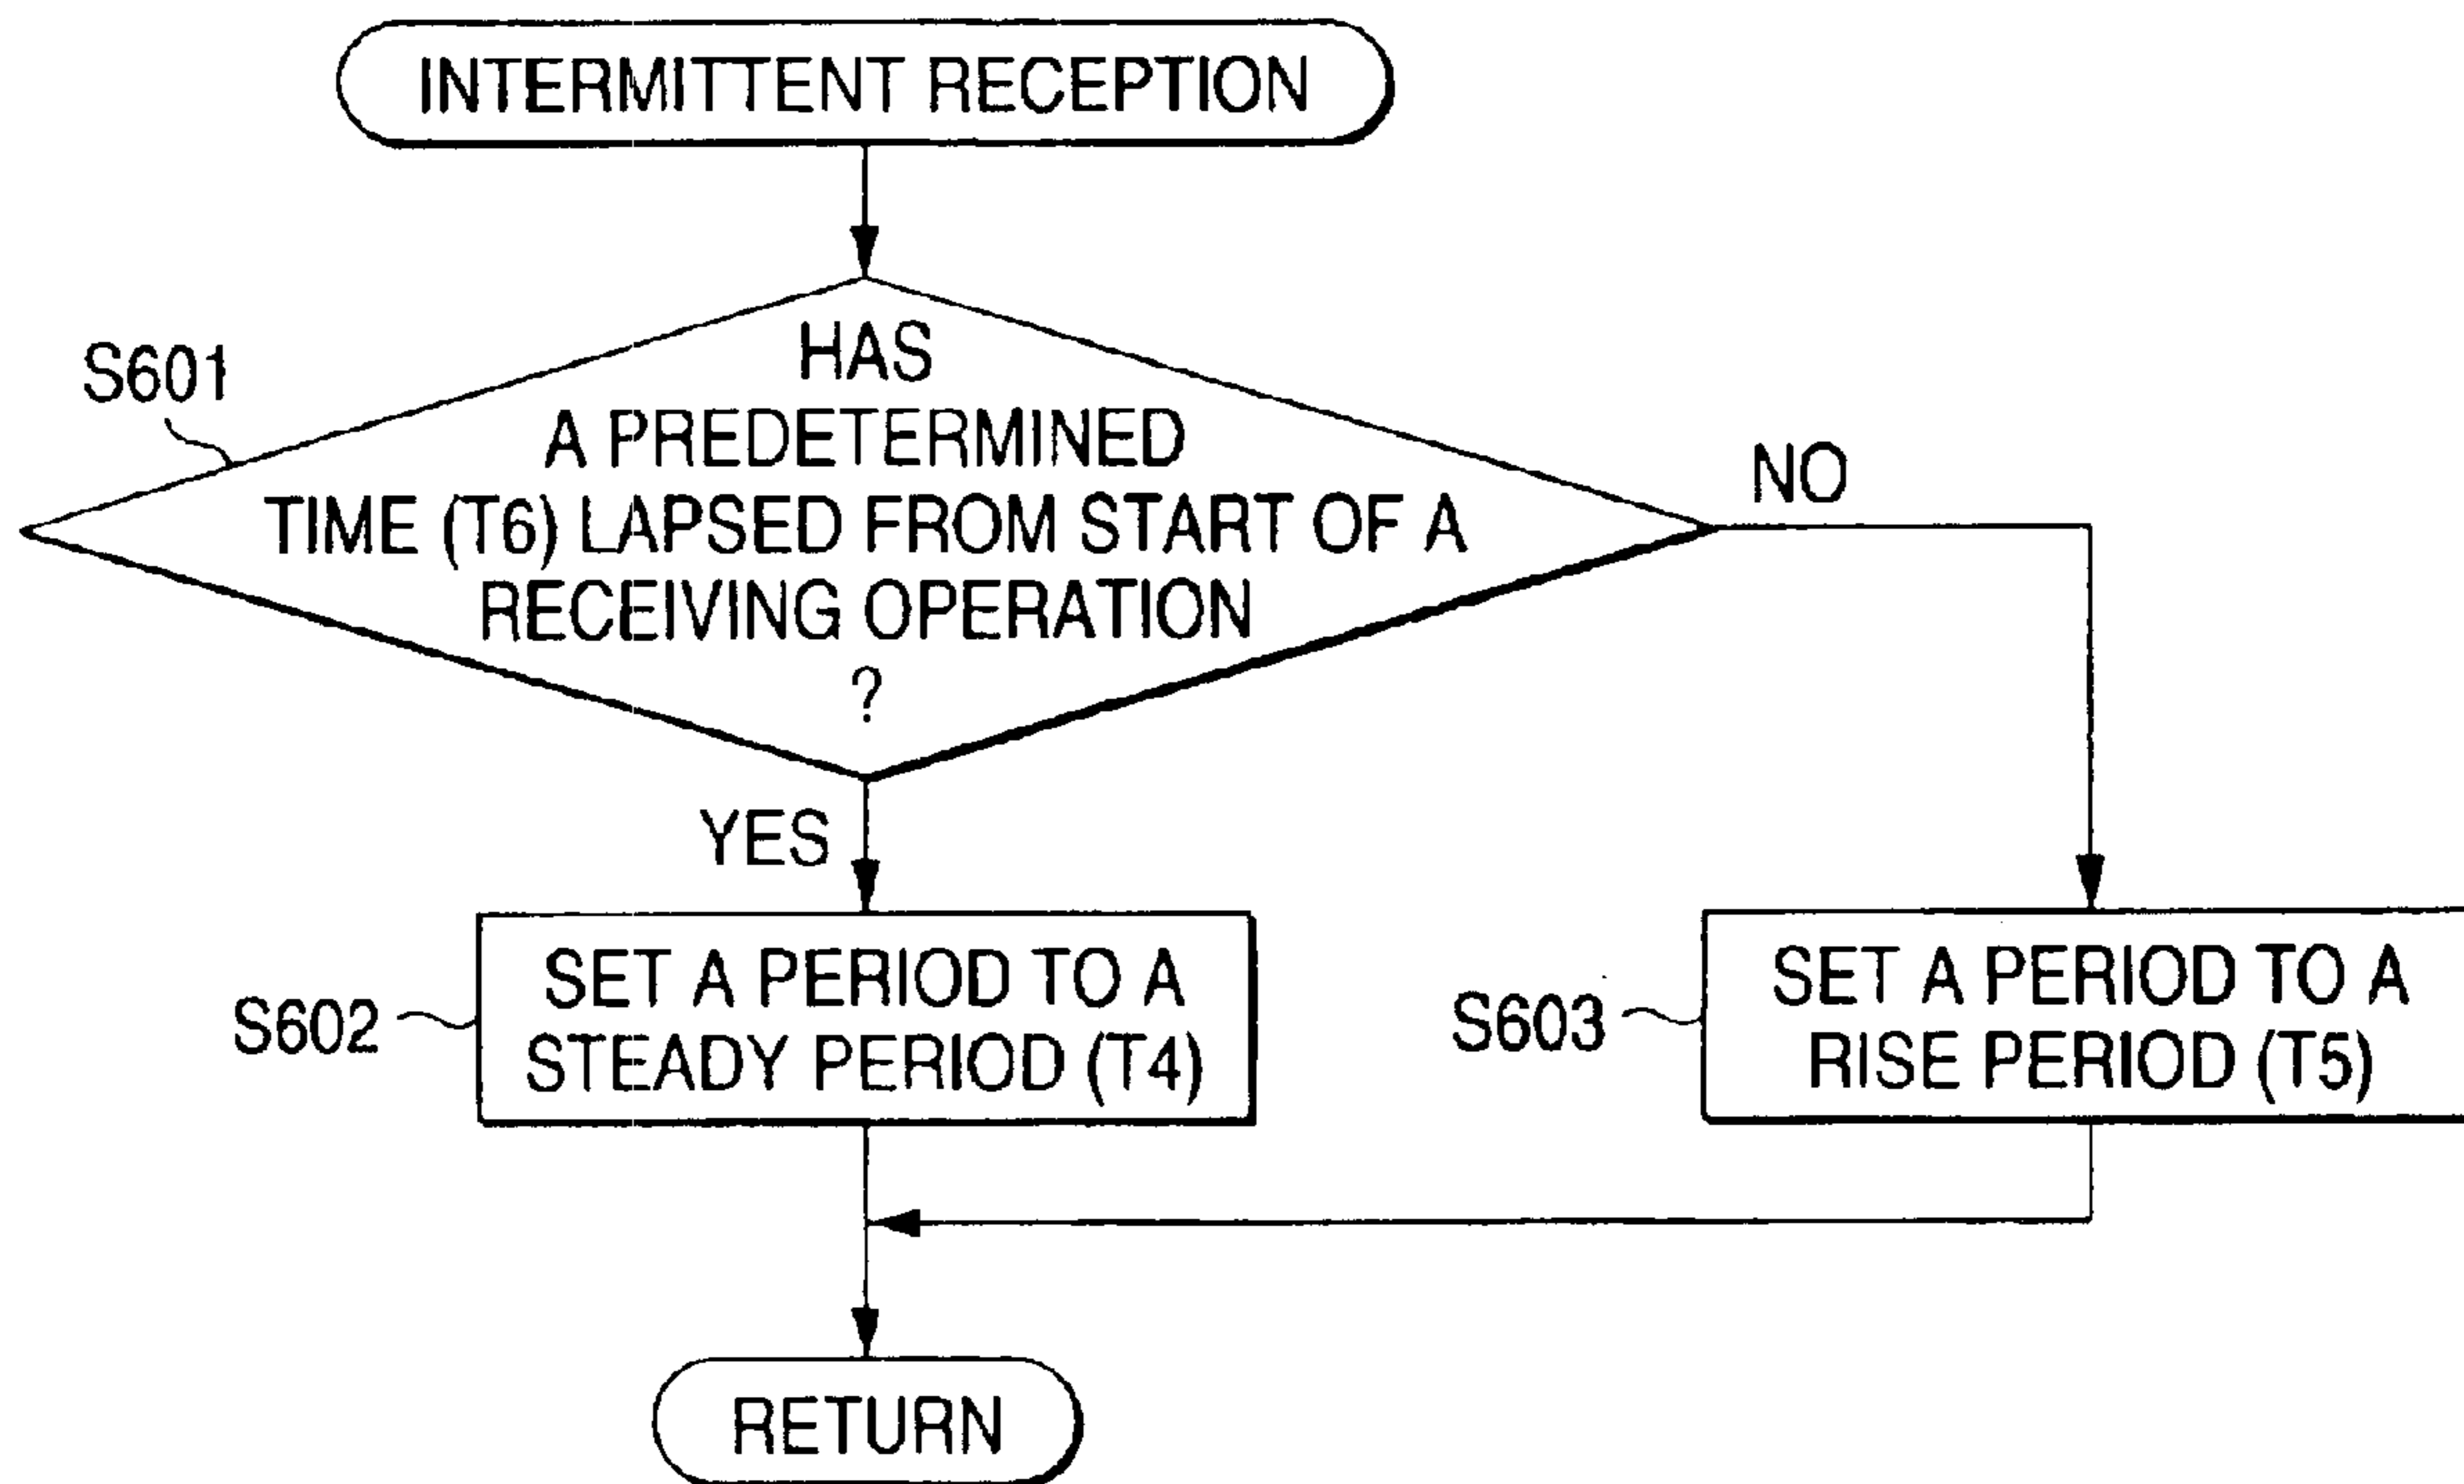 INTERMITTENT RECEPTION
S601
HAS
A PREDETERMINED
TIME (T6) LAPSED FROM START OF A
RECEIVING OPERATION
?
NO
YES
S602
SET A PERIOD TO A
STEADY PERIOD (T4)
S603
SET A PERIOD TO A
RISE PERIOD (T5)
RETURN